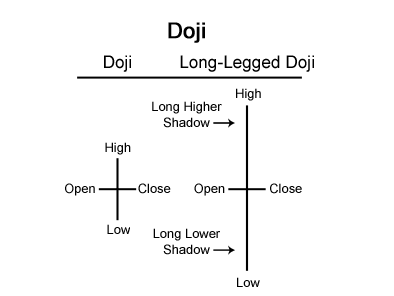 Doji
Doji
Long-Legged Doji
High
Open
Close
Low
High
Long Higher
Shadow
Open
Close
Long Lower
Shadow
Low